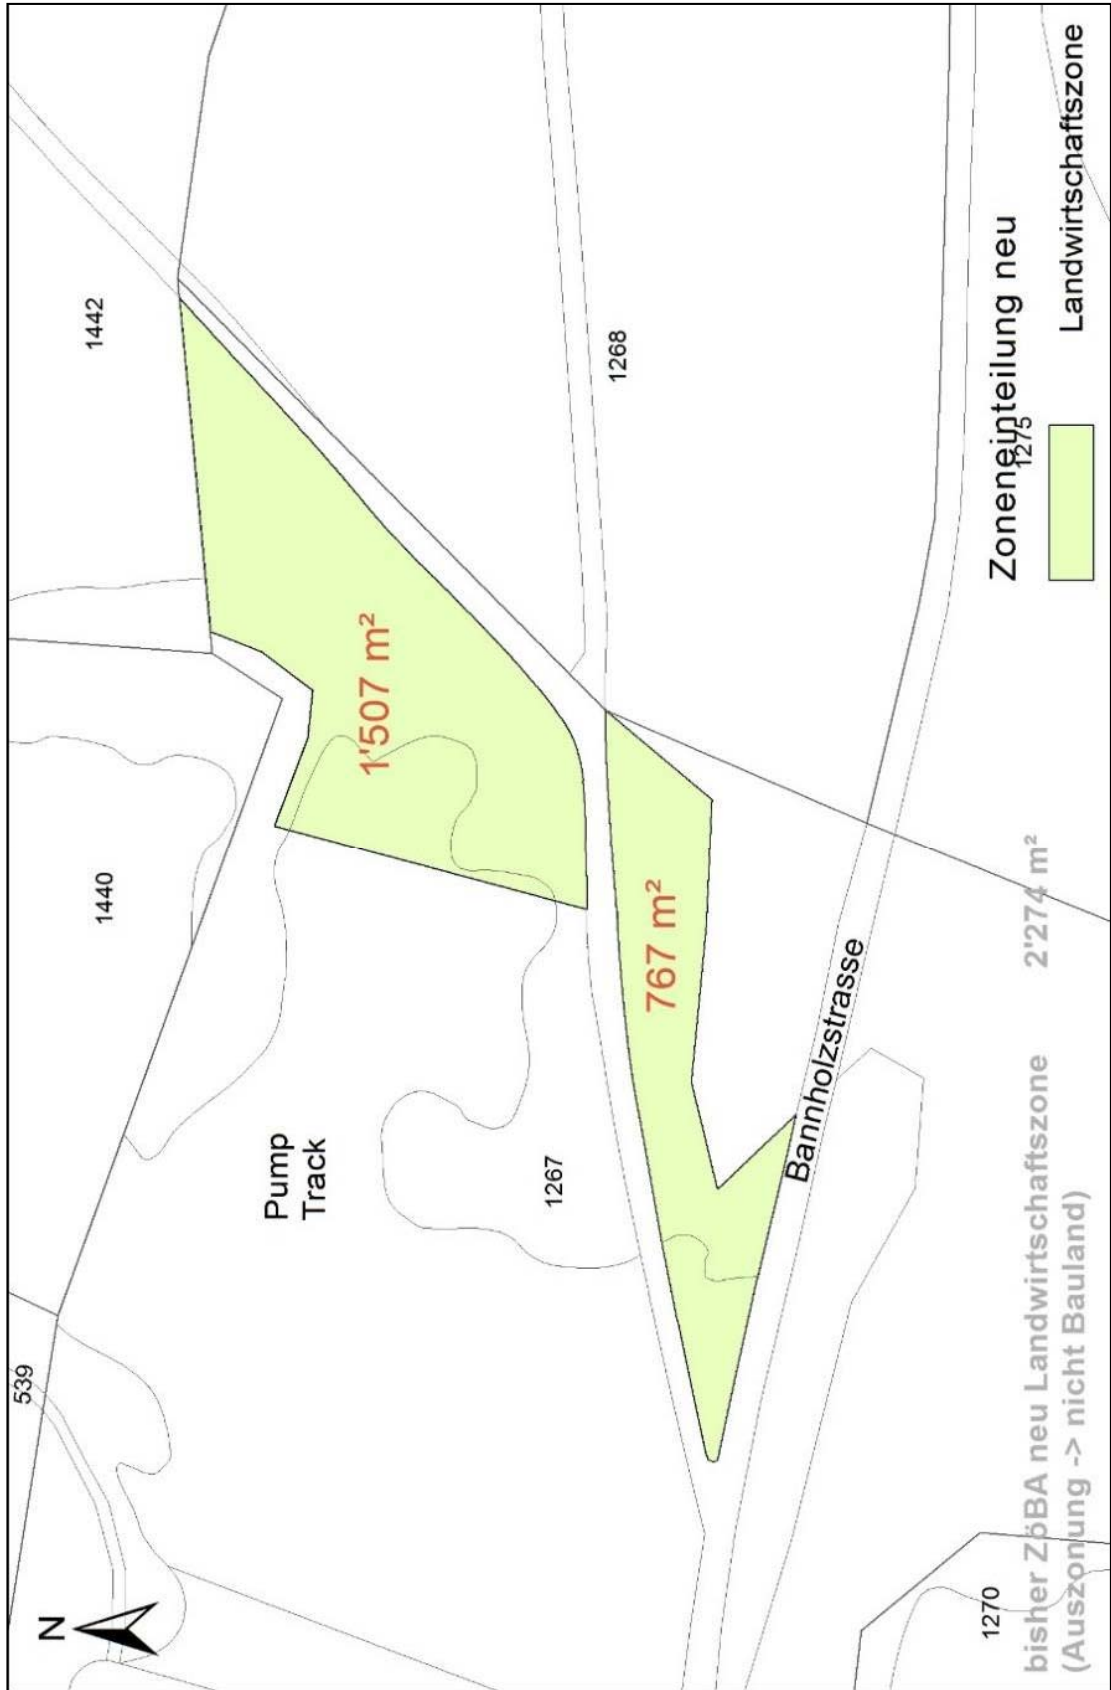 N
539
1440
1442
Pump
Track
1'507 m²
1267
1268
767 m²
Bannholzstrasse
1270
Zoneneinteilung neu
1275
Landwirtschaftszone
bisher ZöBA neu Landwirtschaftszone 2'274 m²
(Auszonung -> nicht Bauland)